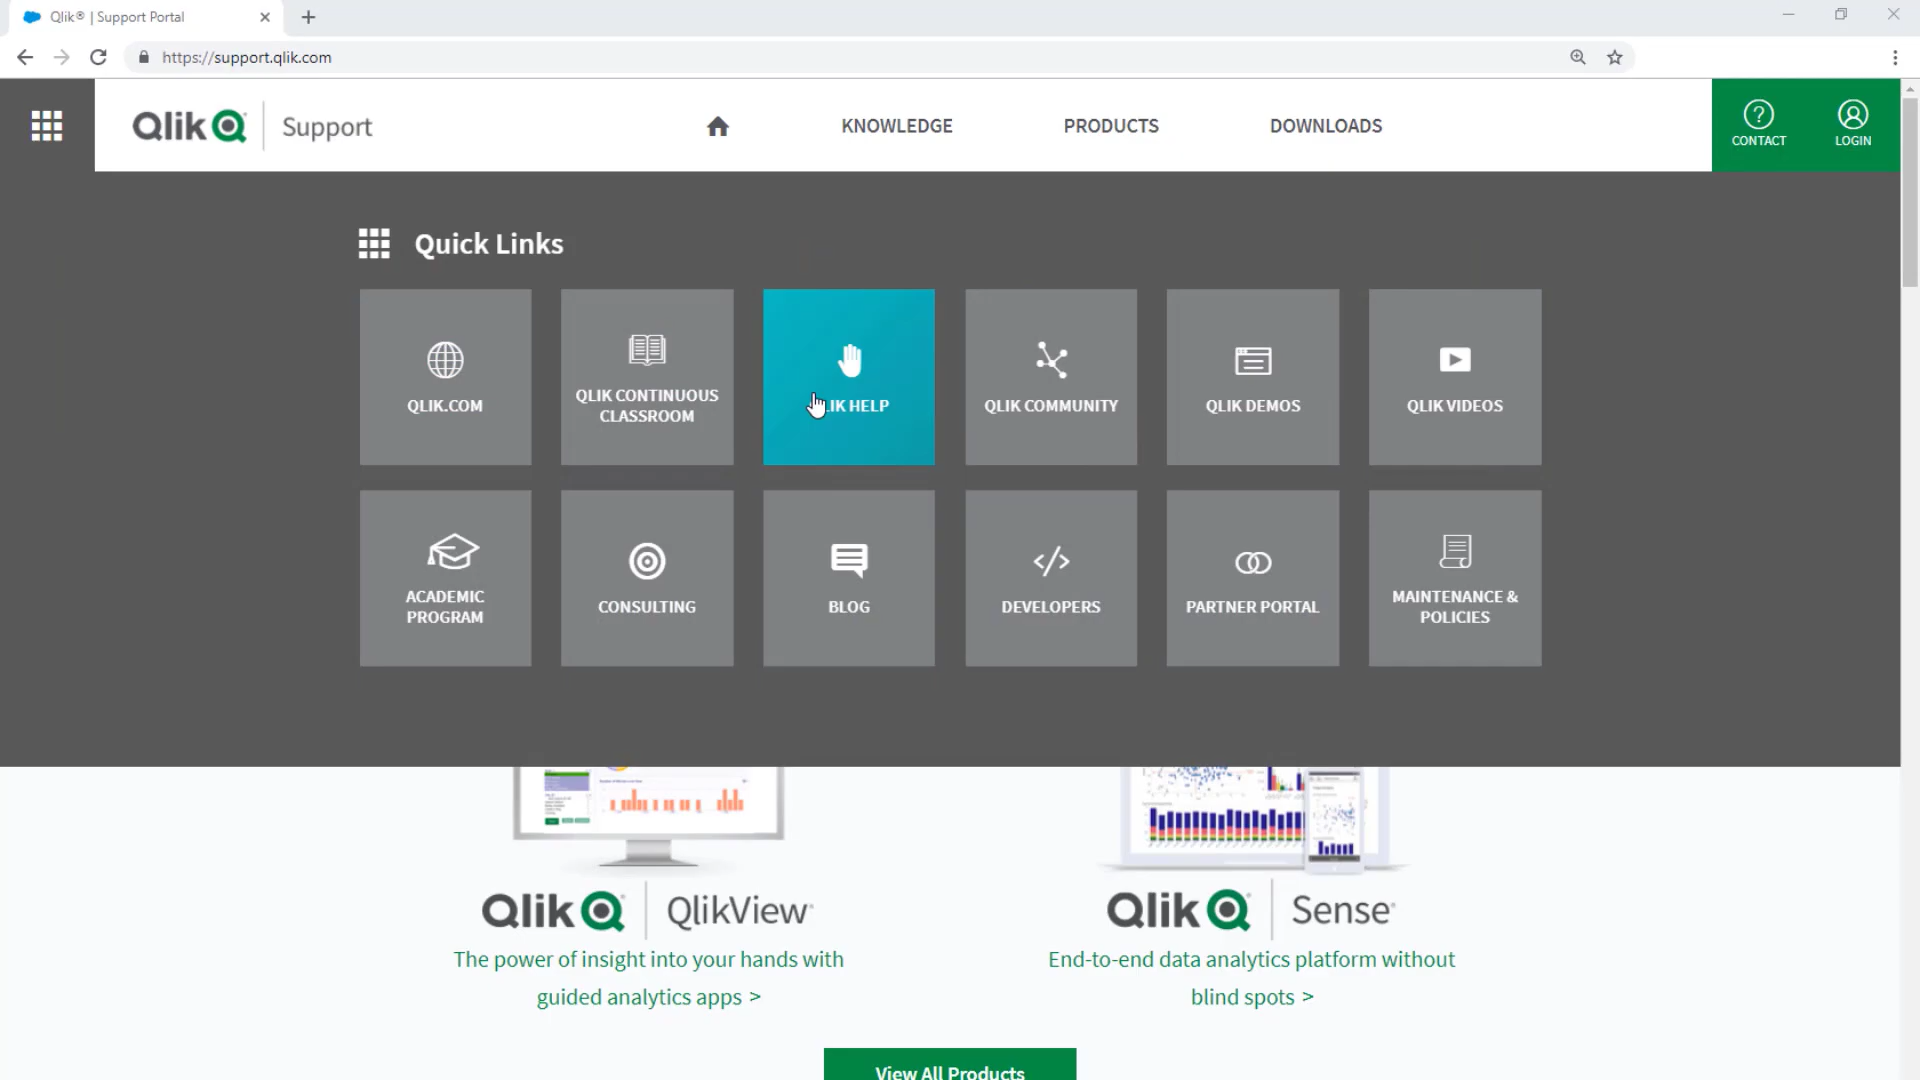 Qlik® | Support Portal
https://support.qlik.com
Qlik
Support
KNOWLEDGE
PRODUCTS
DOWNLOADS
CONTACT
LOGIN
Quick Links
QLIK.COM
QLIK CONTINUOUS
CLASSROOM
IK HELP
QLIK COMMUNITY
QLIK DEMOS
QLIK VIDEOS
ACADEMIC
PROGRAM
CONSULTING
BLOG
DEVELOPERS
PARTNER PORTAL
MAINTENANCE &
POLICIES
Qlik
QlikView
The power of insight into your hands with
guided analytics apps >
Qlik
Sense
End-to-end data analytics platform without
blind spots >
View All Products